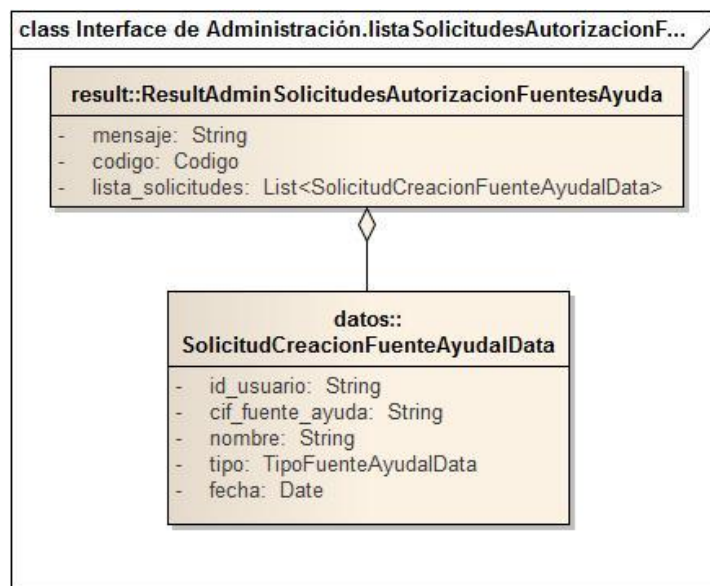 class Interface de Administración.listaSolicitudesAutorizacionF...
result::ResultAdminSolicitudesAutorizacionFuentesAyuda
- mensaje: String
- codigo: Codigo
- lista_solicitudes: List<SolicitudCreacionFuenteAyudaIData>
datos::
SolicitudCreacionFuenteAyudaIData
- id_usuario: String
- cif_fuente_ayuda: String
- nombre: String
- tipo: TipoFuenteAyudaIData
- fecha: Date